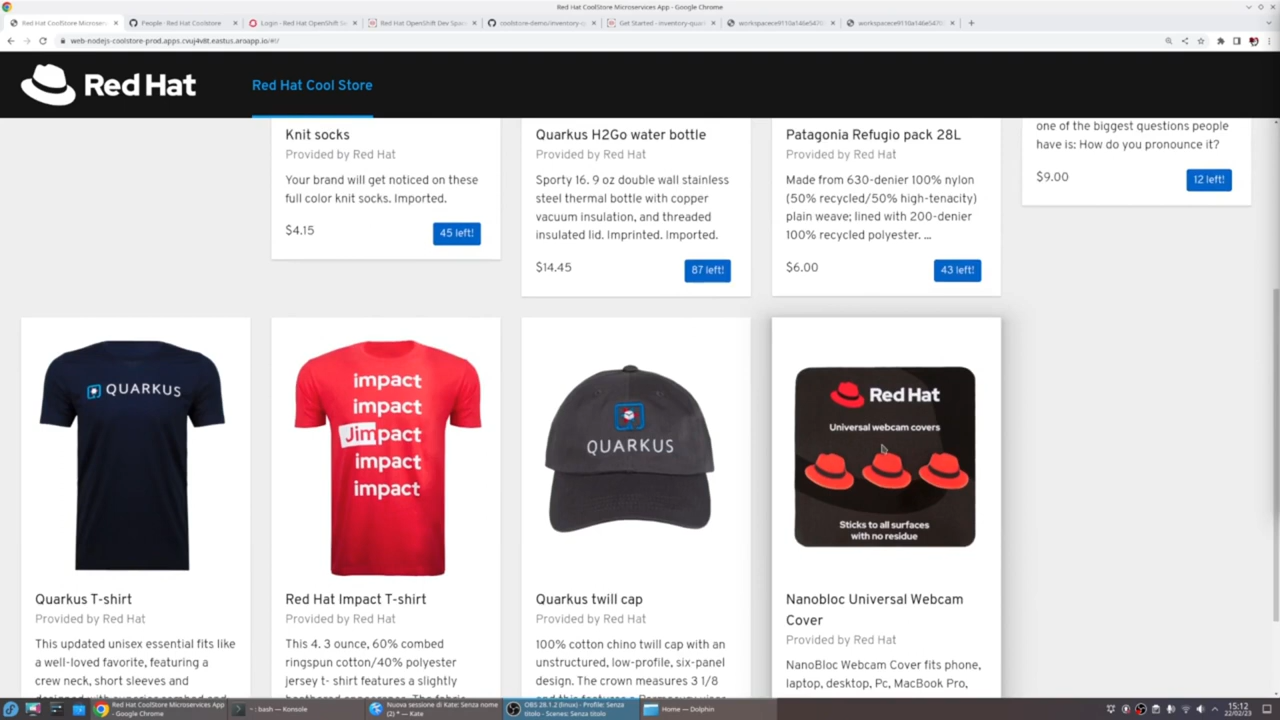 Red Hat CoolStore Microservices App - Google Chrome
Red Hat CoolStore Microservices App
People · Red Hat Coolstore
Login - Red Hat OpenShift Se
Red Hat OpenShift Dev Spac
coolstore-demo/inventory-q
Get Started - inventory-quar
web-nodejs-coolstore-prod.apps.cvuj4v8t.eastus.aroapp.io/#!/
Red Hat
Red Hat Cool Store
Knit socks
Provided by Red Hat
Your brand will get noticed on these
full color knit socks. Imported.
$4.15
45 left!
Quarkus H2Go water bottle
Provided by Red Hat
Sporty 16. 9 oz double wall stainless
steel thermal bottle with copper
vacuum insulation, and threaded
insulated lid. Imprinted. Imported.
$14.45
87 left!
Patagonia Refugio pack 28L
Provided by Red Hat
Made from 630-denier 100% nylon
(50% recycled/50% high-tenacity)
plain weave; lined with 200-denier
100% recycled polyester. ...
$6.00
43 left!
one of the biggest questions people
have is: How do you pronounce it?
$9.00
12 left!
QUARKUS
impact
impact
Jimpact
impact
impact
QUARKUS
Red Hat
Universal webcam covers
Sticks to all surfaces
with no residue
Quarkus T-shirt
Provided by Red Hat
This updated unisex essential fits like
a well-loved favorite, featuring a
crew neck, short sleeves and
Red Hat Impact T-shirt
Provided by Red Hat
This 4. 3 ounce, 60% combed
ringspun cotton/40% polyester
jersey t- shirt features a slightly
Quarkus twill cap
Provided by Red Hat
100% cotton chino twill cap with an
unstructured, low-profile, six-panel
design. The crown measures 3 1/8
Nanobloc Universal Webcam
Cover
Provided by Red Hat
NanoBloc Webcam Cover fits phone,
laptop, desktop, Pc, MacBook Pro,
Red Hat CoolStore Microservices App
- Google Chrome
~ : bash — Konsole
Nuova sessione di Kate: Senza nome
(2) * — Kate
OBS 28.1.2 (linux) - Profile: Senza
titolo - Scenes: Senza titolo
Home — Dolphin
15:12
22/02/23